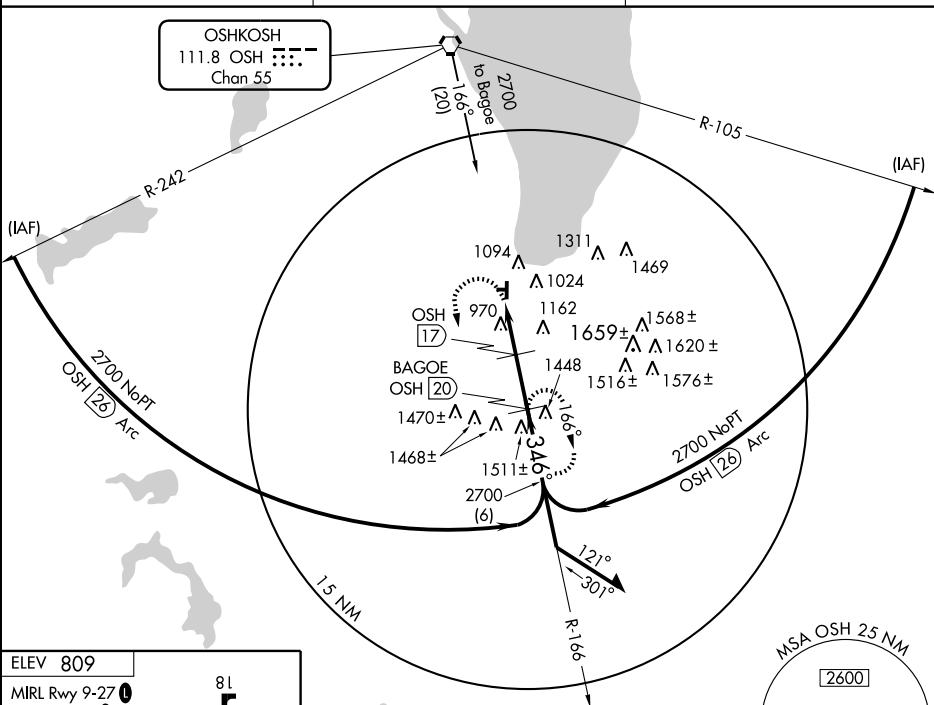 OSHKOSH
111.8 OSH
Chan 55
2700
to Bagoe
166°
(20)
R-105
(IAF)
R-242
(IAF)
1094
1311
1469
1024
970
1162
OSH
17
1568±
1659±
1620 ±
BAGOE
OSH 20
1448
1516±
1576±
2700 NoPT
OSH 26 Arc
1470±
166°
346°
2700 NoPT
OSH 26 Arc
1468±
1511±
2700
(6)
121°
301°
15 NM
R-166
MSA OSH 25 NM
2600
ELEV 809
MIRL Rwy 9-27 L
18